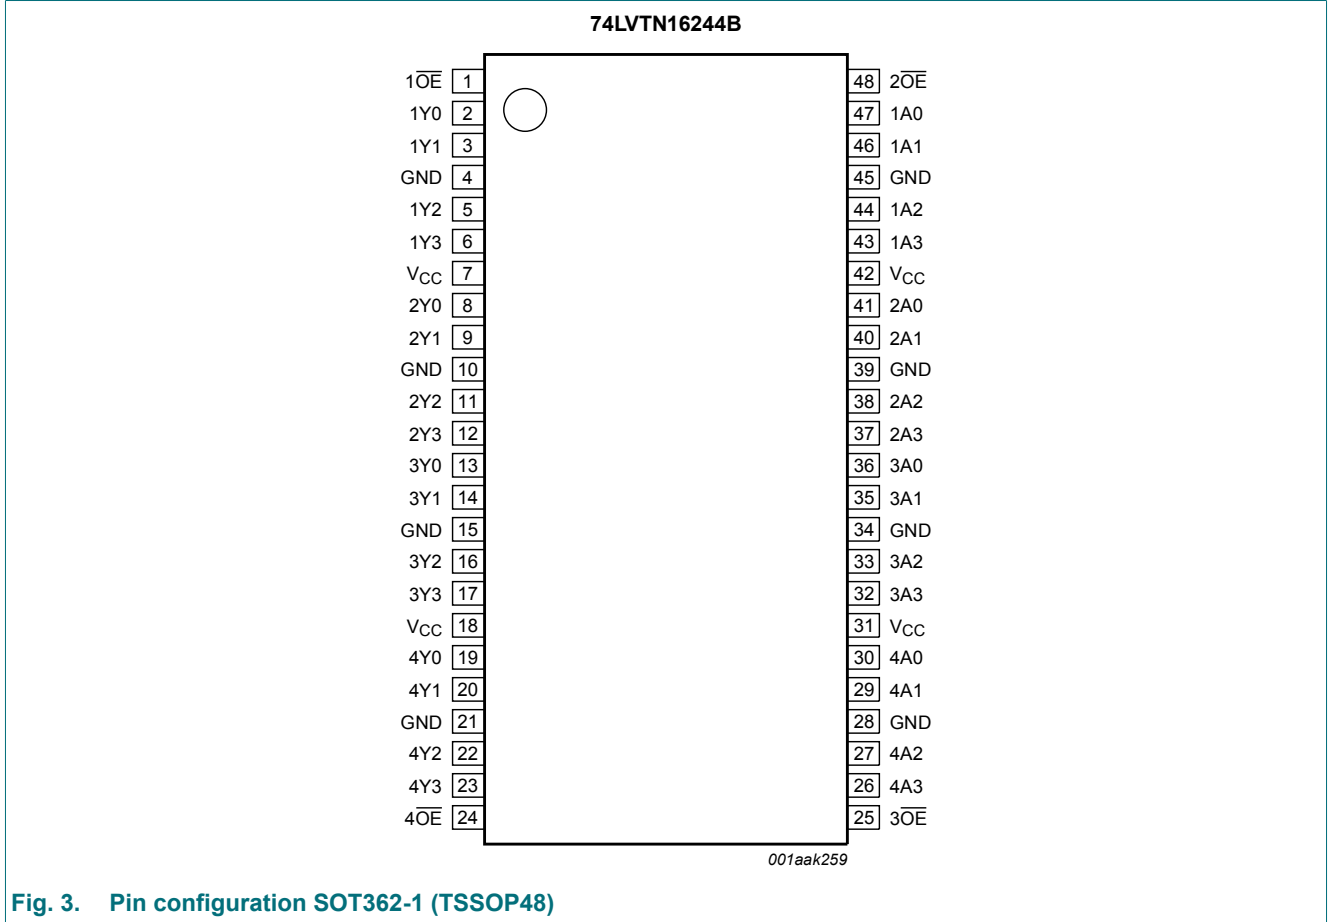 74LVTN16244B
1O̅E̅ 1 48 2O̅E̅
1Y0 2 47 1A0
1Y1 3 46 1A1
GND 4 45 GND
1Y2 5 44 1A2
1Y3 6 43 1A3
VCC 7 42 VCC
2Y0 8 41 2A0
2Y1 9 40 2A1
GND 10 39 GND
2Y2 11 38 2A2
2Y3 12 37 2A3
3Y0 13 36 3A0
3Y1 14 35 3A1
GND 15 34 GND
3Y2 16 33 3A2
3Y3 17 32 3A3
VCC 18 31 VCC
4Y0 19 30 4A0
4Y1 20 29 4A1
GND 21 28 GND
4Y2 22 27 4A2
4Y3 23 26 4A3
4O̅E̅ 24 25 3O̅E̅
001aak259
Fig. 3. Pin configuration SOT362-1 (TSSOP48)